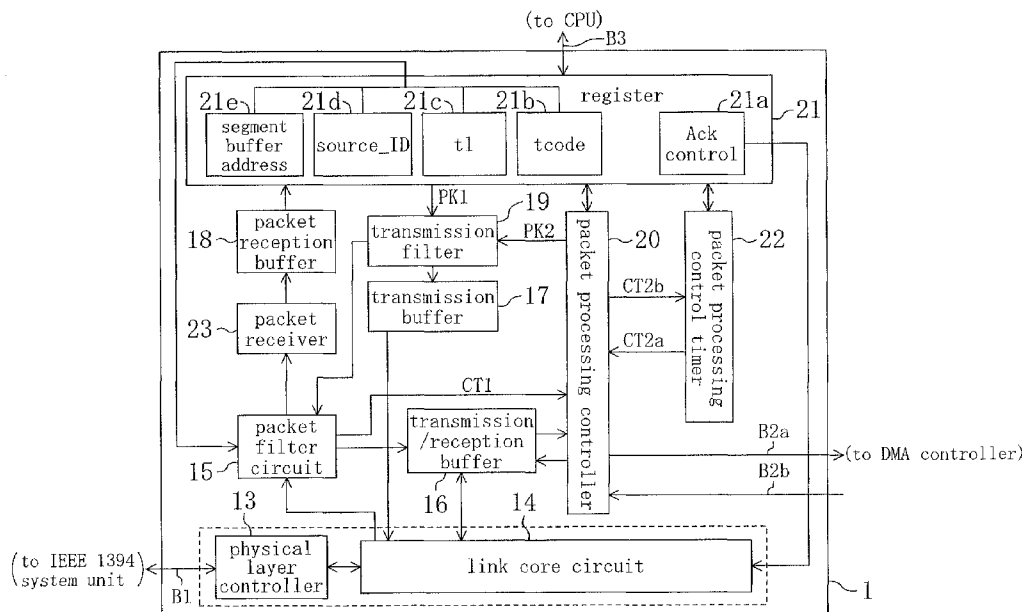 (to CPU)
B3
21e
21d
21c
21b
register
21a
21
segment
buffer
address
source_ID
tl
tcode
Ack
control
PK1
19
18
packet
reception
buffer
transmission
filter
PK2
20
22
packet processing controller
packet processing
control timer
17
transmission
buffer
CT2b
23
packet
receiver
CT2a
CT1
packet
filter
circuit
15
transmission
/reception
buffer
16
B2a
(to DMA controller)
B2b
13
14
(to IEEE 1394
system unit)
B1
physical
layer
controller
link core circuit
1